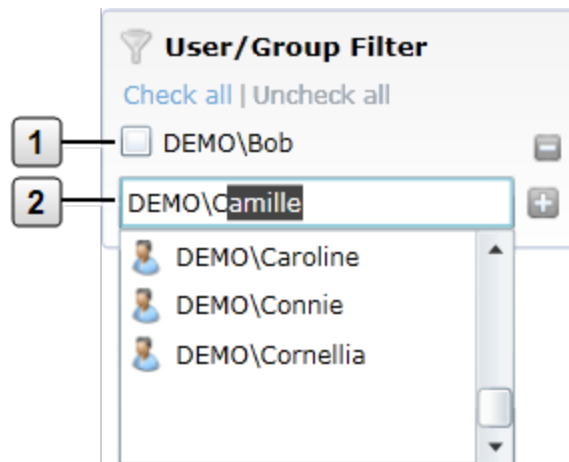 User/Group Filter
Check all | Uncheck all
1 DEMO\Bob
2 DEMO\Camille
DEMO\Caroline
DEMO\Connie
DEMO\Cornellia